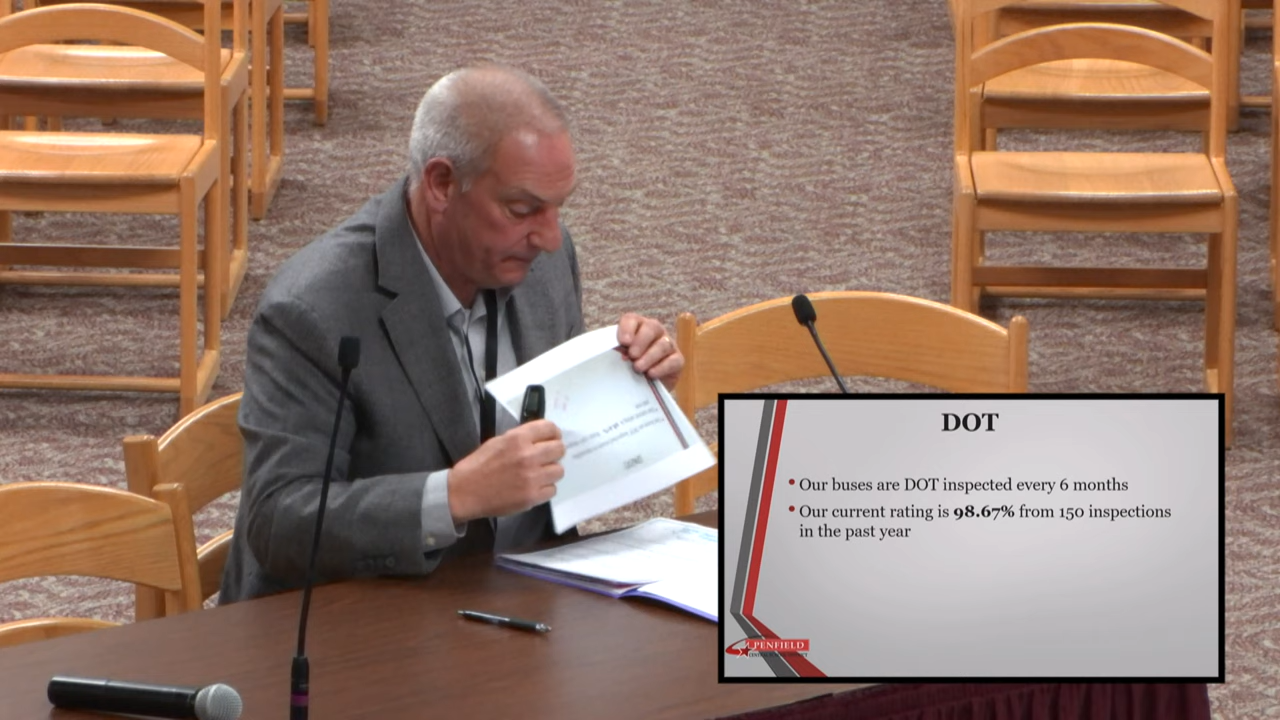 DOT
• Our buses are DOT inspected every 6 months
• Our current rating is 98.67% from 150 inspections
in the past year
PENFIELD